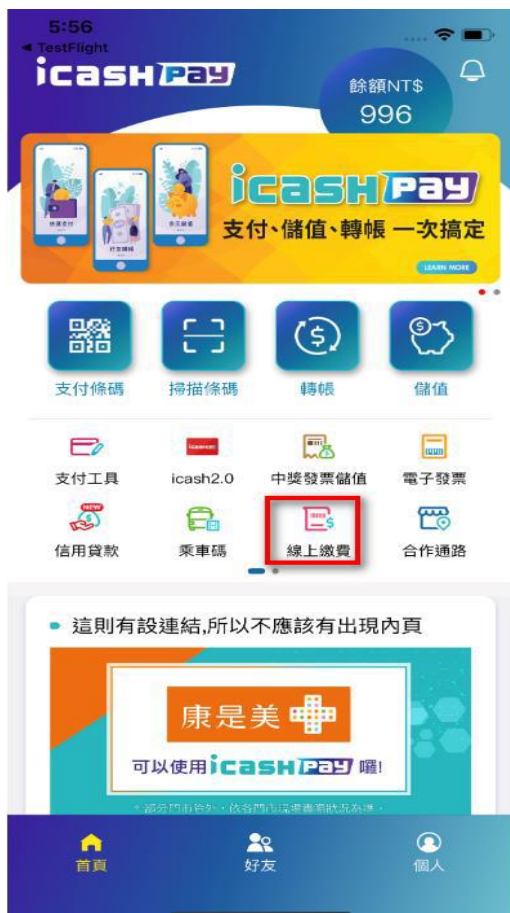 5:56
◀ TestFlight
icash Pay
餘額NT$
996
icash Pay
支付、儲值、轉帳 一次搞定
LEARN MORE
支付條碼 掃描條碼 轉帳 儲值
支付工具 icash2.0 中獎發票儲值 電子發票
NEW
信用貸款 乘車碼 線上繳費 合作通路
這則有設連結,所以不應該有出現內頁
康是美
可以使用icash Pay 囉!
首頁 好友 個人